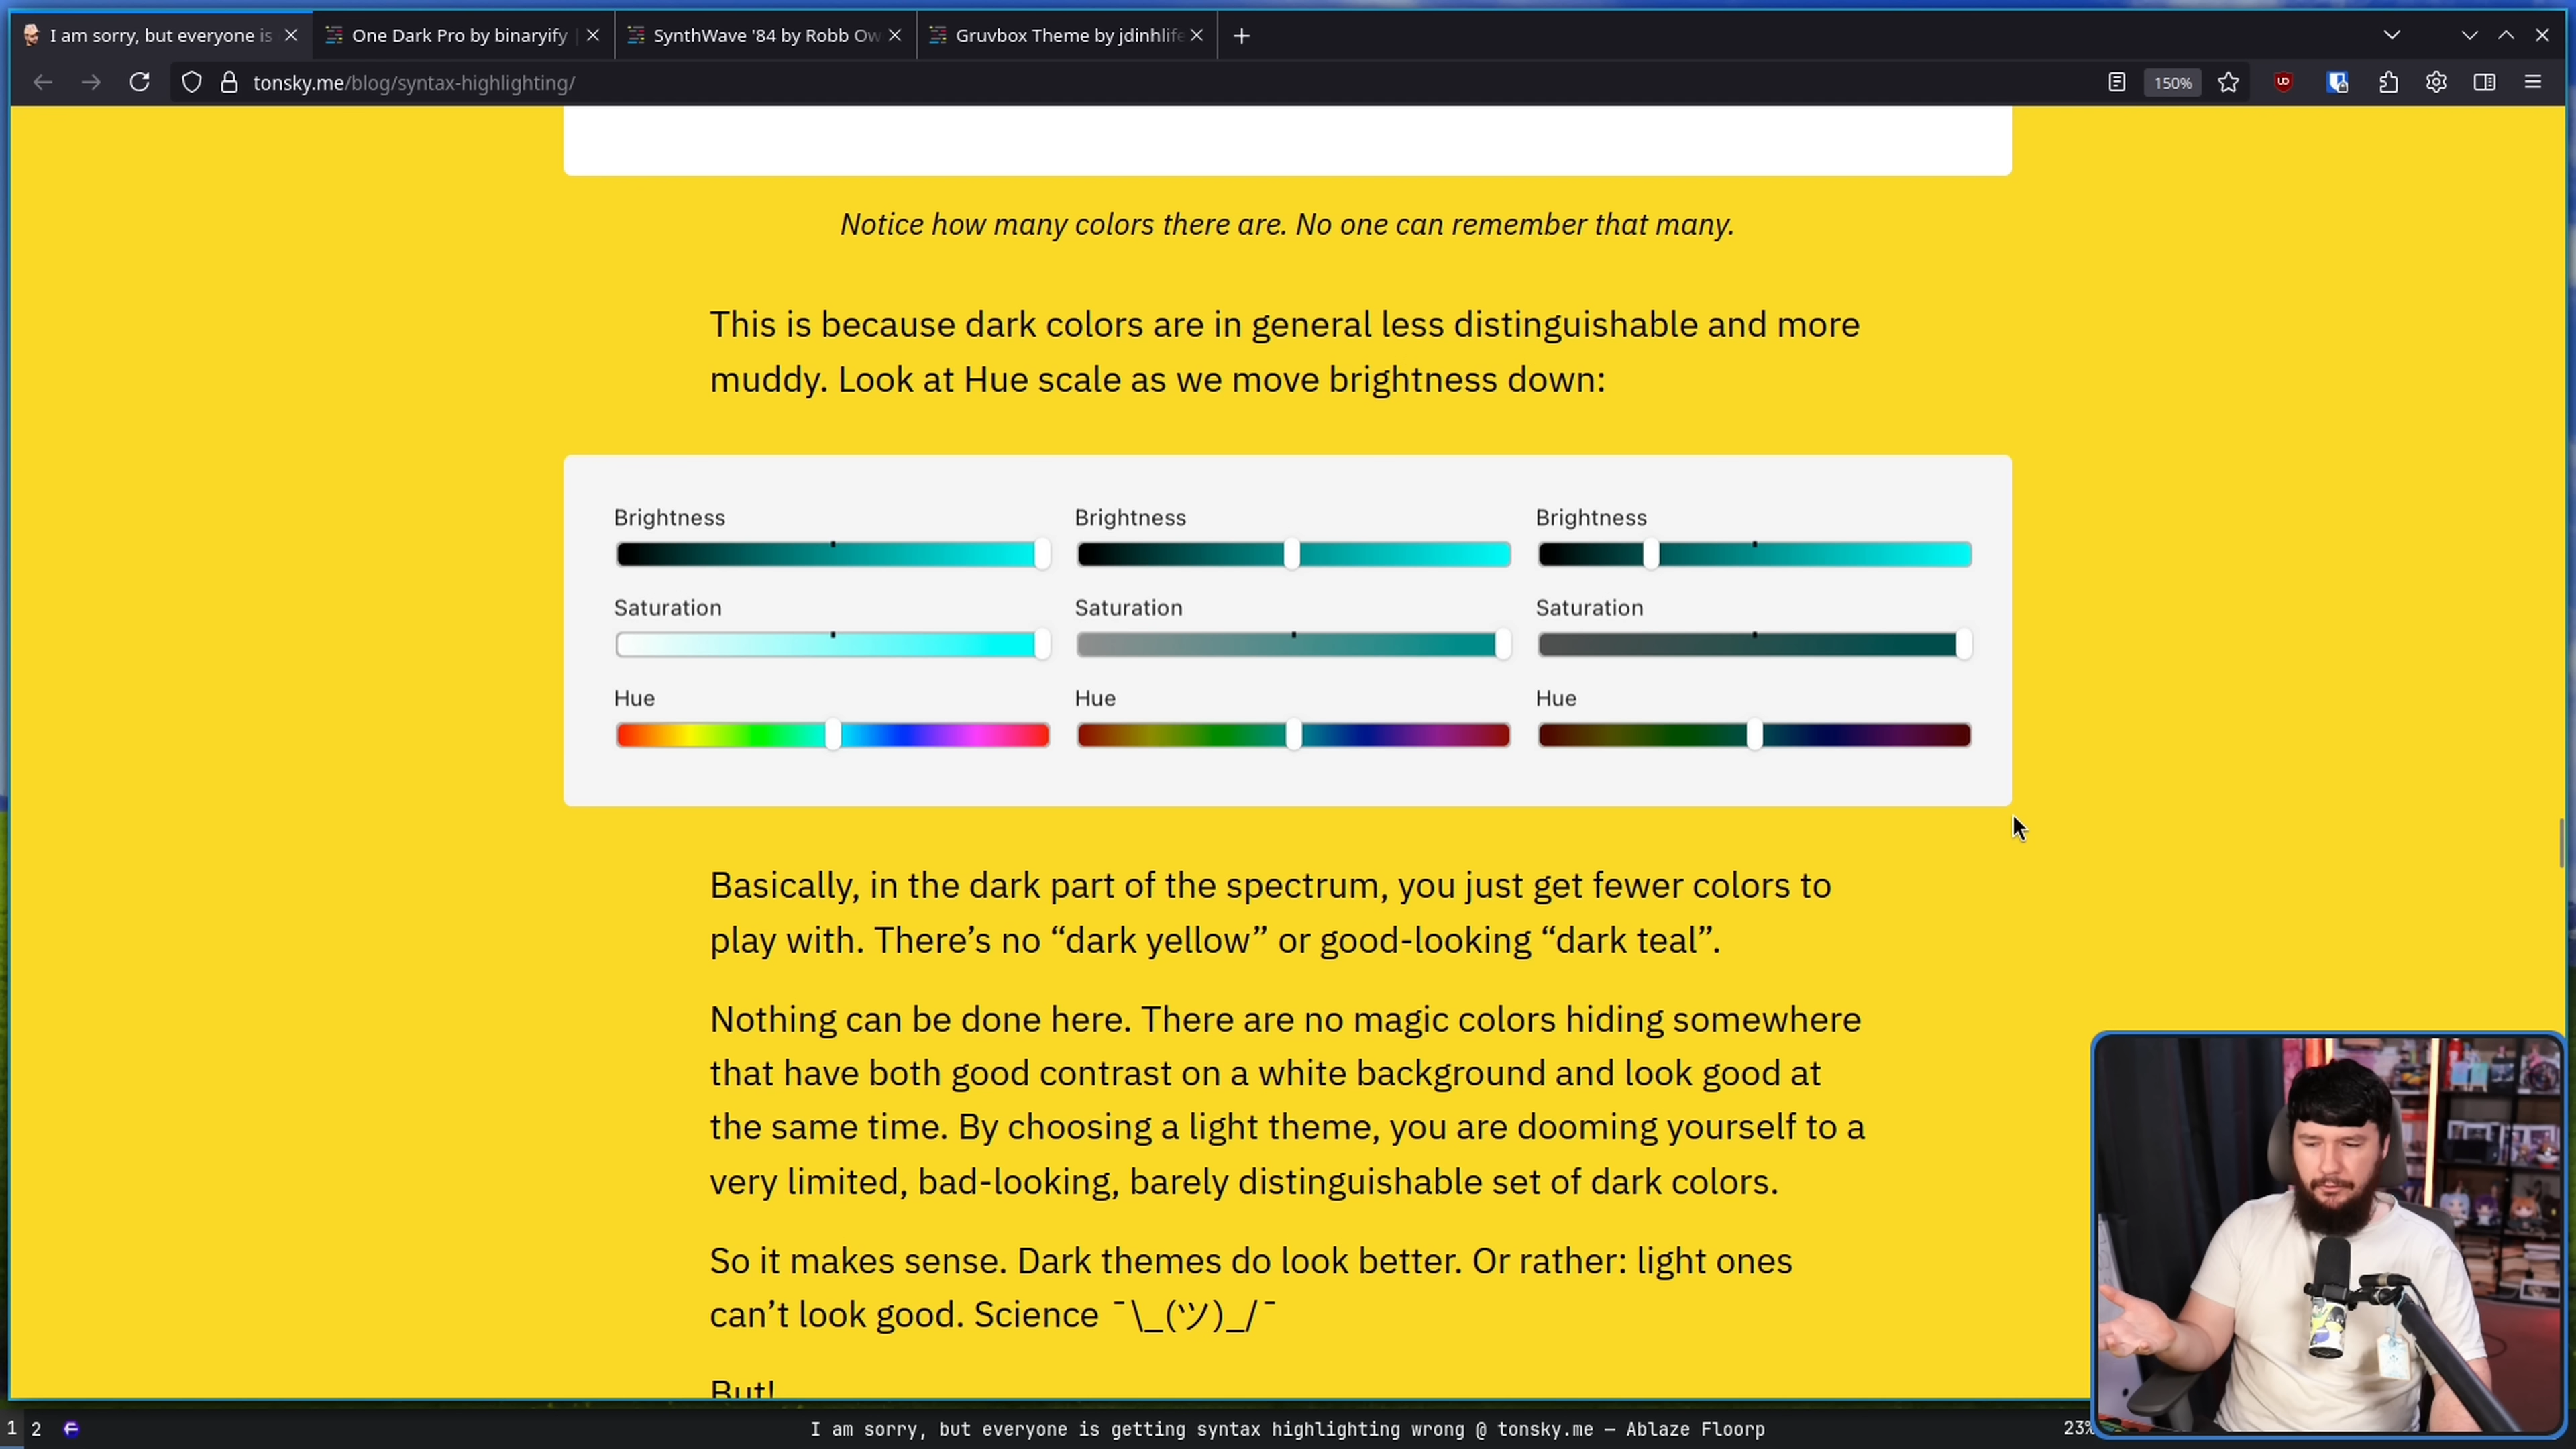 I am sorry, but everyone is
One Dark Pro by binaryify
SynthWave '84 by Robb Ow
Gruvbox Theme by jdinhlife
tonsky.me/blog/syntax-highlighting/
150%
Notice how many colors there are. No one can remember that many.
This is because dark colors are in general less distinguishable and more
muddy. Look at Hue scale as we move brightness down:
Brightness Brightness Brightness
Saturation Saturation Saturation
Hue Hue Hue
Basically, in the dark part of the spectrum, you just get fewer colors to
play with. There’s no “dark yellow” or good-looking “dark teal”.
Nothing can be done here. There are no magic colors hiding somewhere
that have both good contrast on a white background and look good at
the same time. By choosing a light theme, you are dooming yourself to a
very limited, bad-looking, barely distinguishable set of dark colors.
So it makes sense. Dark themes do look better. Or rather: light ones
can’t look good. Science ¯\_(ツ)_/¯
But!
1 2 I am sorry, but everyone is getting syntax highlighting wrong @ tonsky.me — Ablaze Floorp 23%